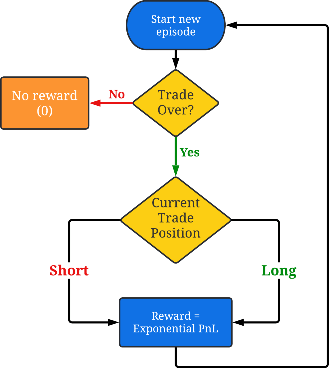 Start new
episode
Trade
Over?
No
No reward
(0)
Yes
Current
Trade
Position
Short
Long
Reward =
Exponential PnL